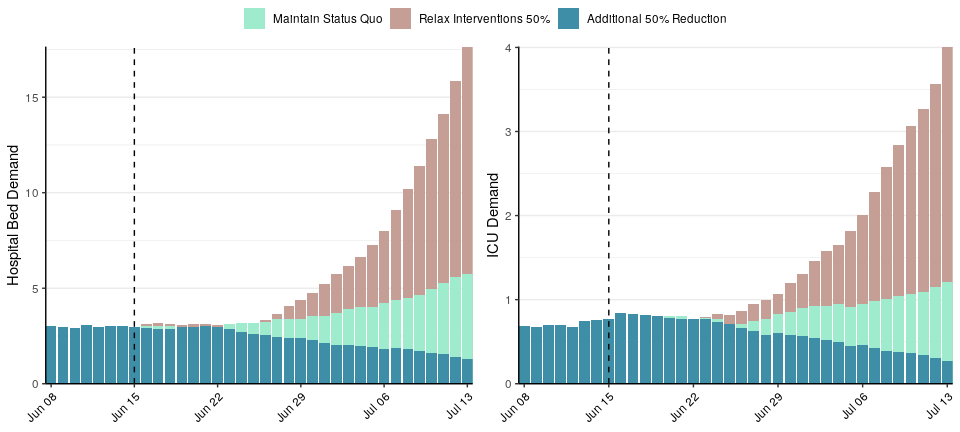 Maintain Status Quo Relax Interventions 50% Additional 50% Reduction
Hospital Bed Demand
15
10
5
0
Jun 08 Jun 15 Jun 22 Jun 29 Jul 06 Jul 13
ICU Demand
4
3
2
1
0
Jun 08 Jun 15 Jun 22 Jun 29 Jul 06 Jul 13